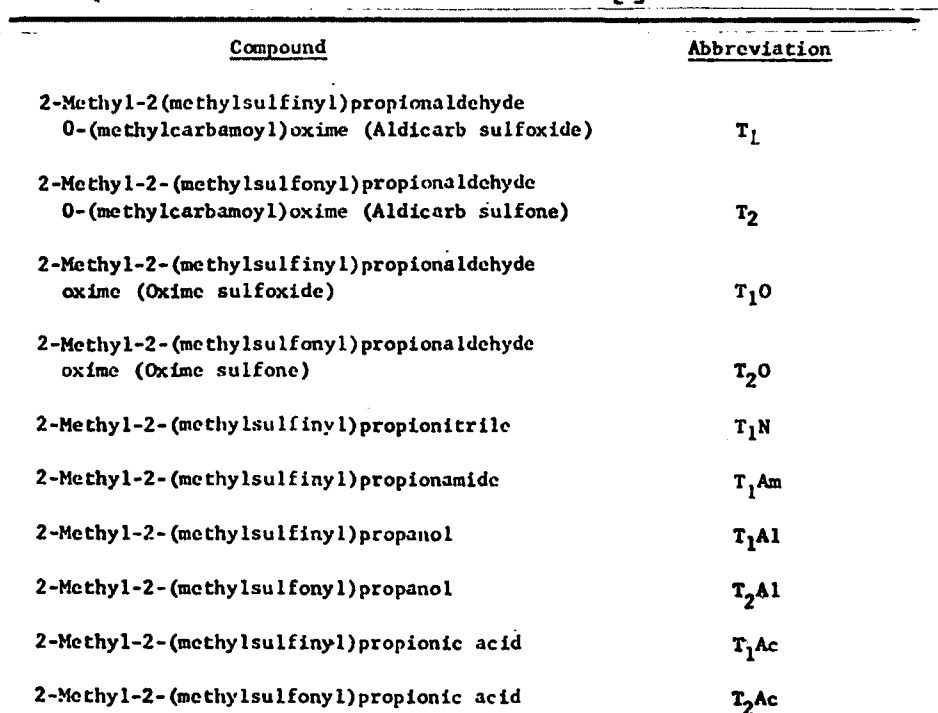 Compound Abbreviation
2-Methyl-2(methylsulfinyl)propionaldehyde
O-(methylcarbamoyl)oxime (Aldicarb sulfoxide) T1
2-Methyl-2-(methylsulfonyl)propionaldehyde
O-(methylcarbamoyl)oxime (Aldicarb sulfone) T2
2-Methyl-2-(methylsulfinyl)propionaldehyde
oxime (Oxime sulfoxide) T1O
2-Methyl-2-(methylsulfonyl)propionaldehyde
oxime (Oxime sulfone) T2O
2-Methyl-2-(methylsulfinyl)propionitrile T1N
2-Methyl-2-(methylsulfinyl)propionamide T1Am
2-Methyl-2-(methylsulfinyl)propanol T1Al
2-Methyl-2-(methylsulfonyl)propanol T2Al
2-Methyl-2-(methylsulfinyl)propionic acid T1Ac
2-Methyl-2-(methylsulfonyl)propionic acid T2Ac